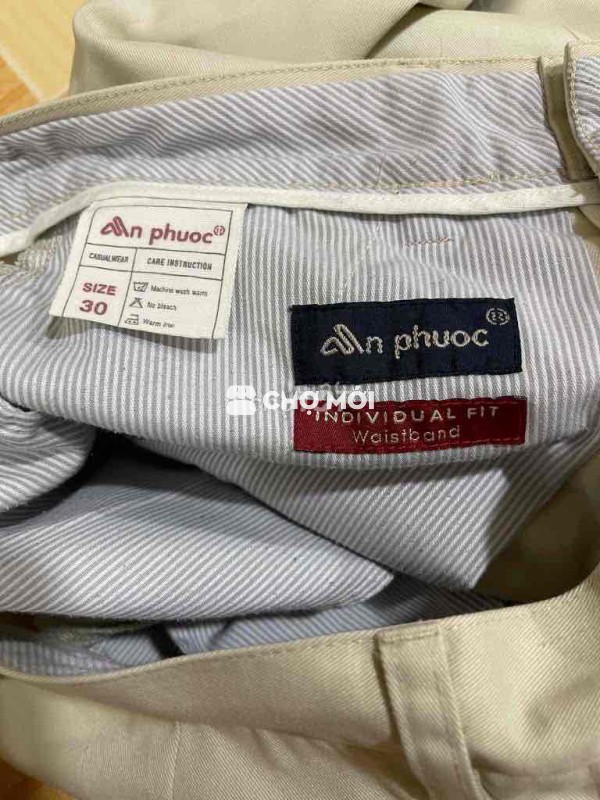 An phuoc
CASUALWEAR
CARE INSTRUCTION
SIZE
30
Machine wash warm
No bleach
Warm iron
An phuoc
CHỢ MỚI
INDIVIDUAL FIT
Waistband